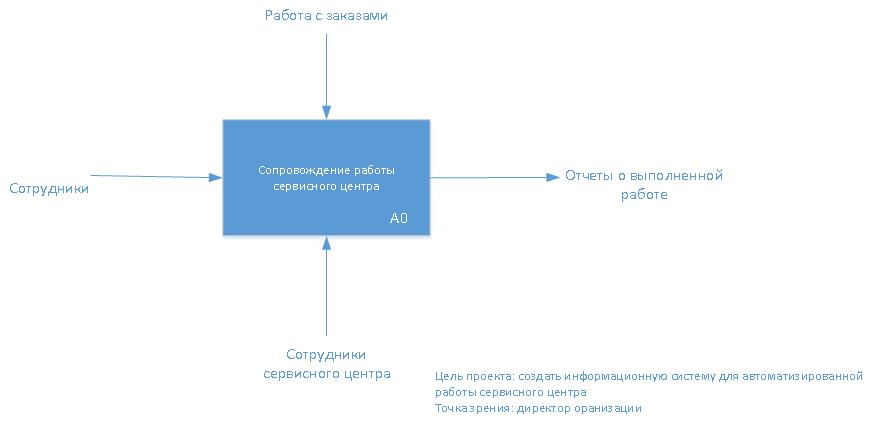 Работа с заказами
Сопровождение работы
сервисного центра
A0
Сотрудники
Отчеты о выполненной
работе
Сотрудники
сервисного центра
Цель проекта: создать информационную систему для автоматизированной
работы сервисного центра
Точка зрения: директор оранизации